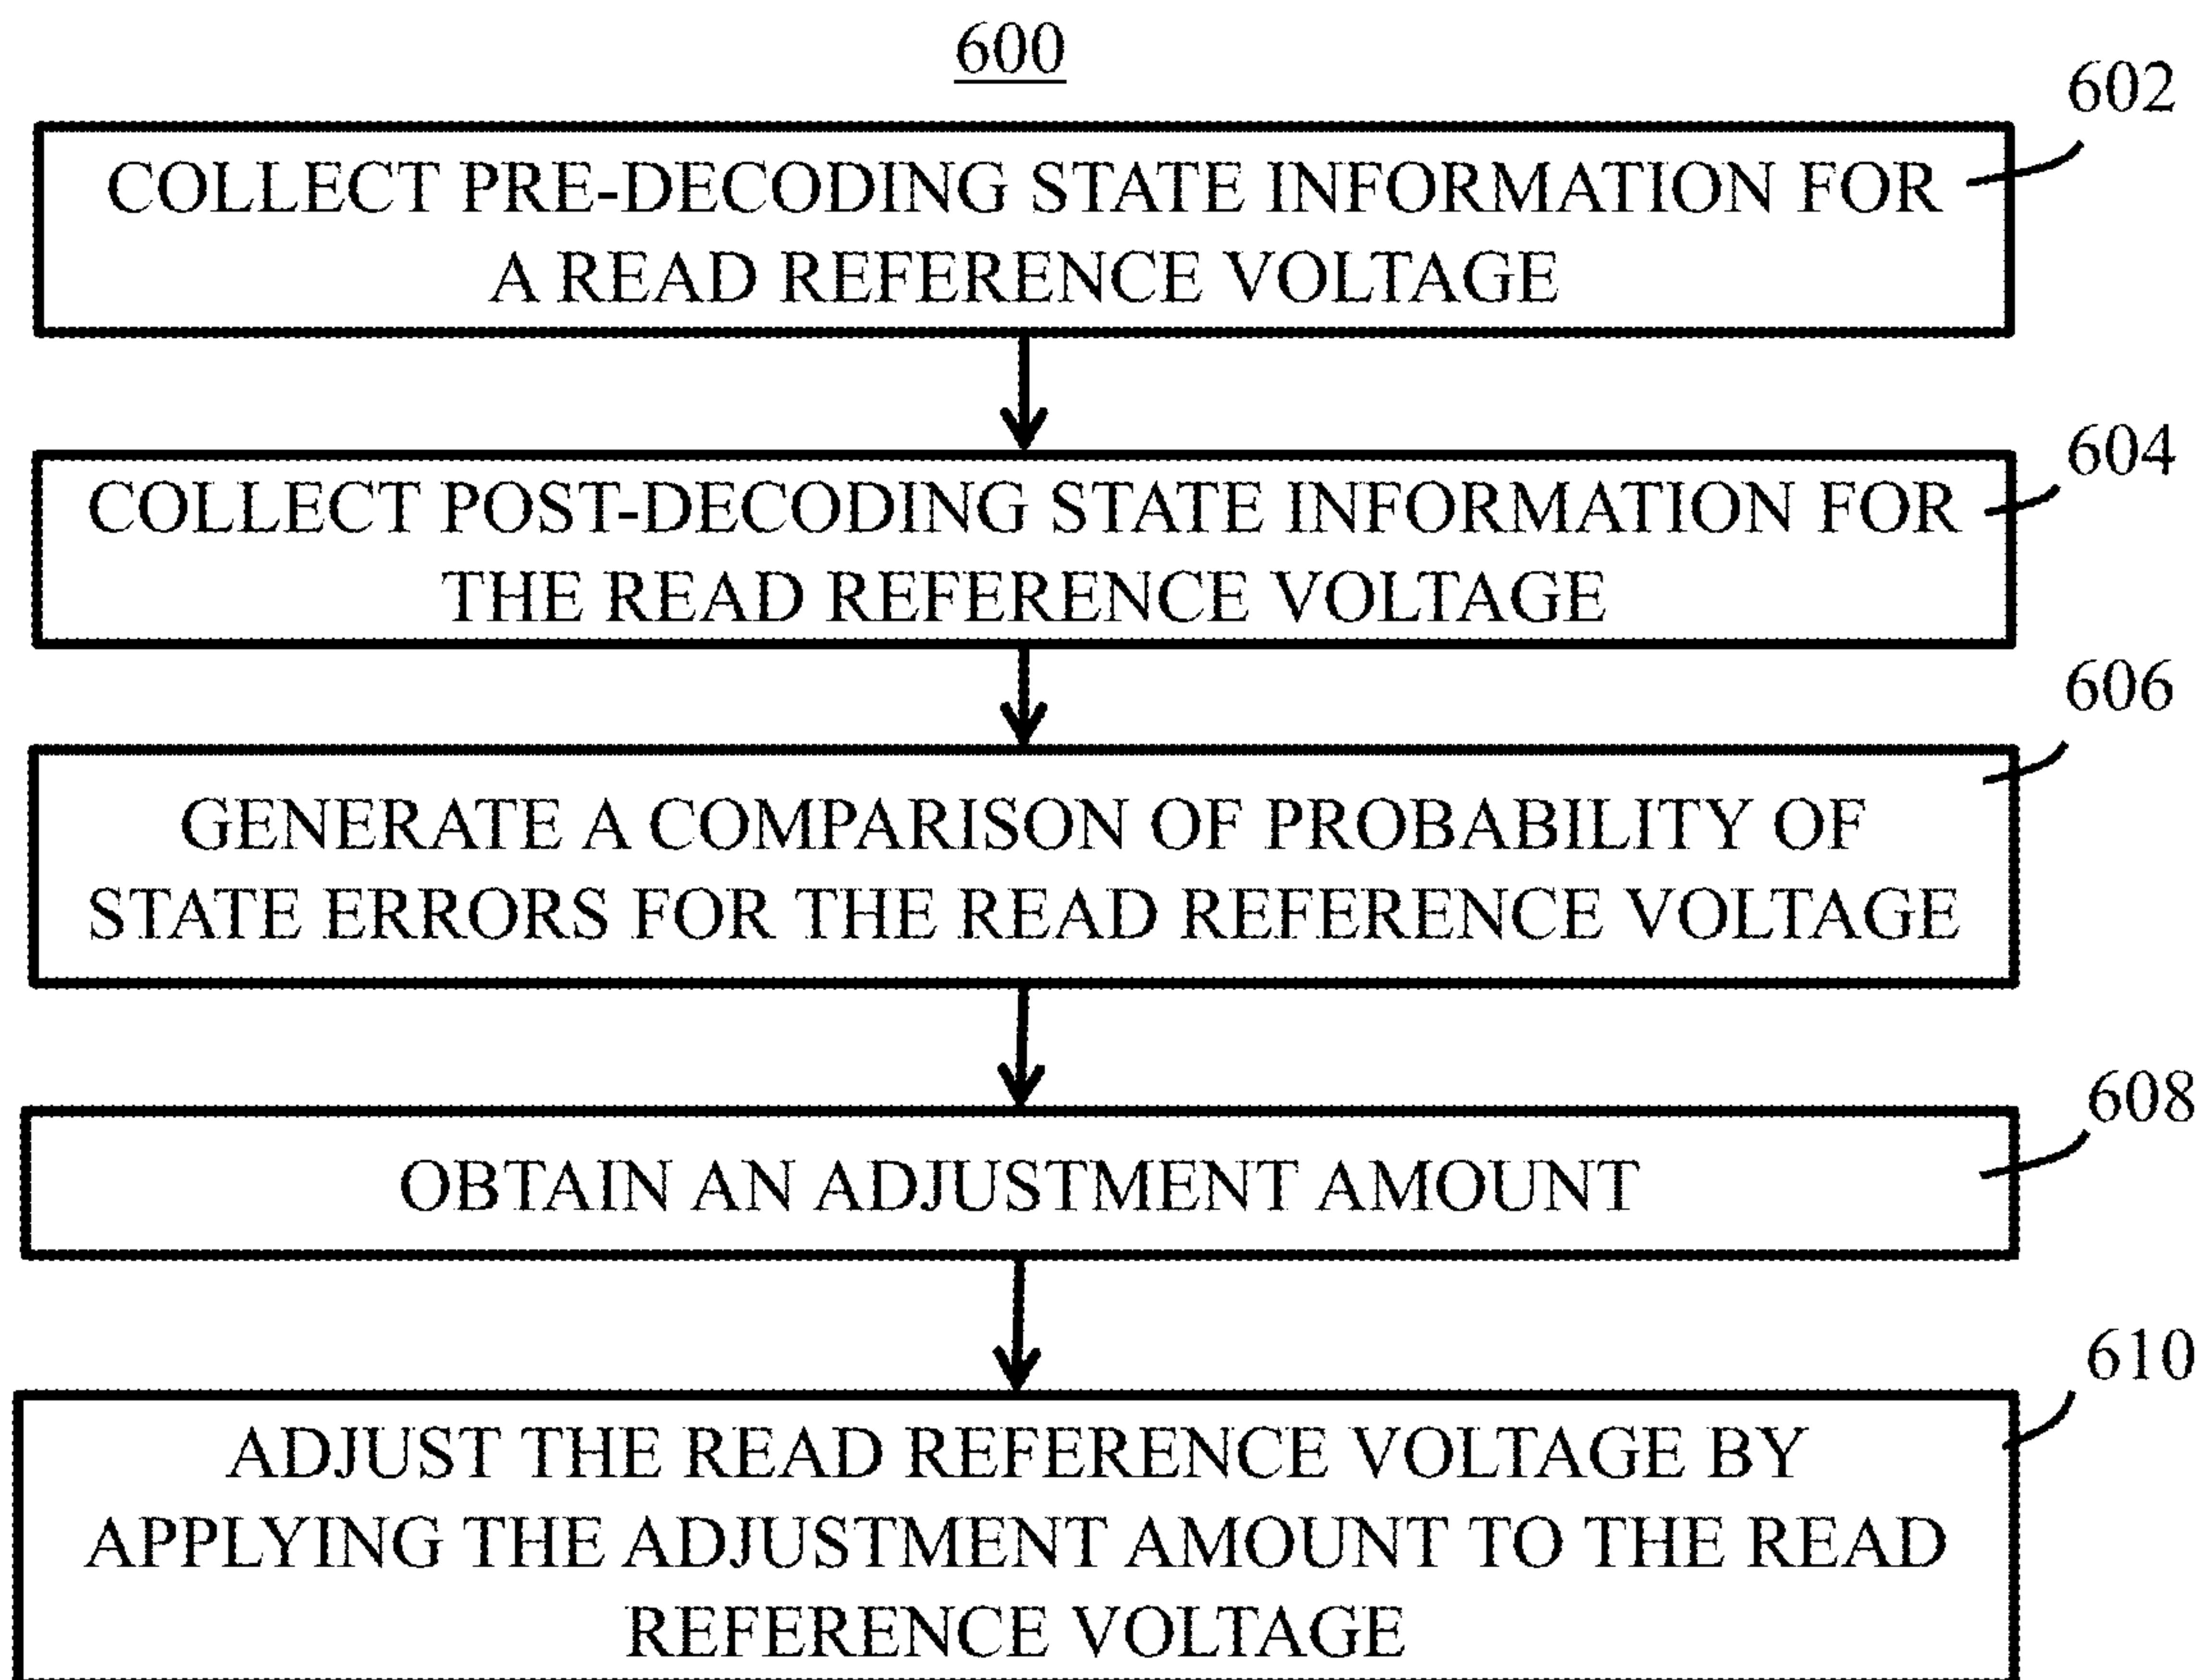 600
602
COLLECT PRE-DECODING STATE INFORMATION FOR
A READ REFERENCE VOLTAGE
604
COLLECT POST-DECODING STATE INFORMATION FOR
THE READ REFERENCE VOLTAGE
606
GENERATE A COMPARISON OF PROBABILITY OF
STATE ERRORS FOR THE READ REFERENCE VOLTAGE
608
OBTAIN AN ADJUSTMENT AMOUNT
610
ADJUST THE READ REFERENCE VOLTAGE BY
APPLYING THE ADJUSTMENT AMOUNT TO THE READ
REFERENCE VOLTAGE